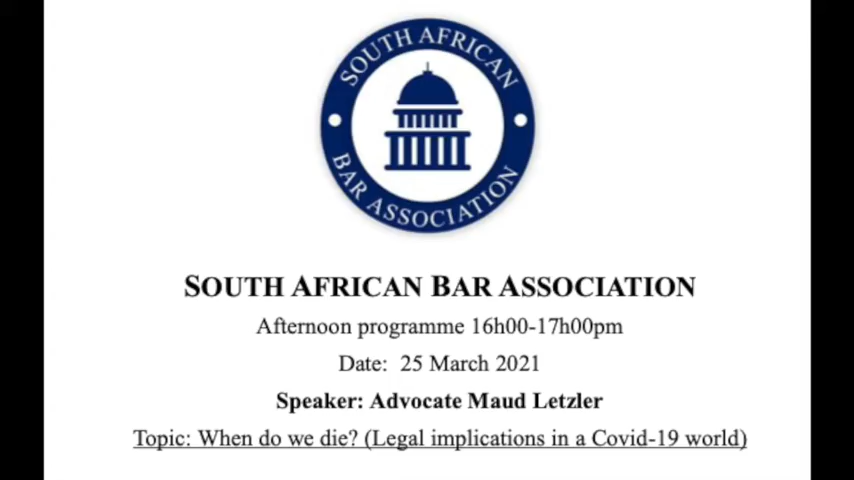 SOUTH AFRICAN
BAR ASSOCIATION
SOUTH AFRICAN BAR ASSOCIATION
Afternoon programme 16h00-17h00pm
Date: 25 March 2021
Speaker: Advocate Maud Letzler
Topic: When do we die? (Legal implications in a Covid-19 world)